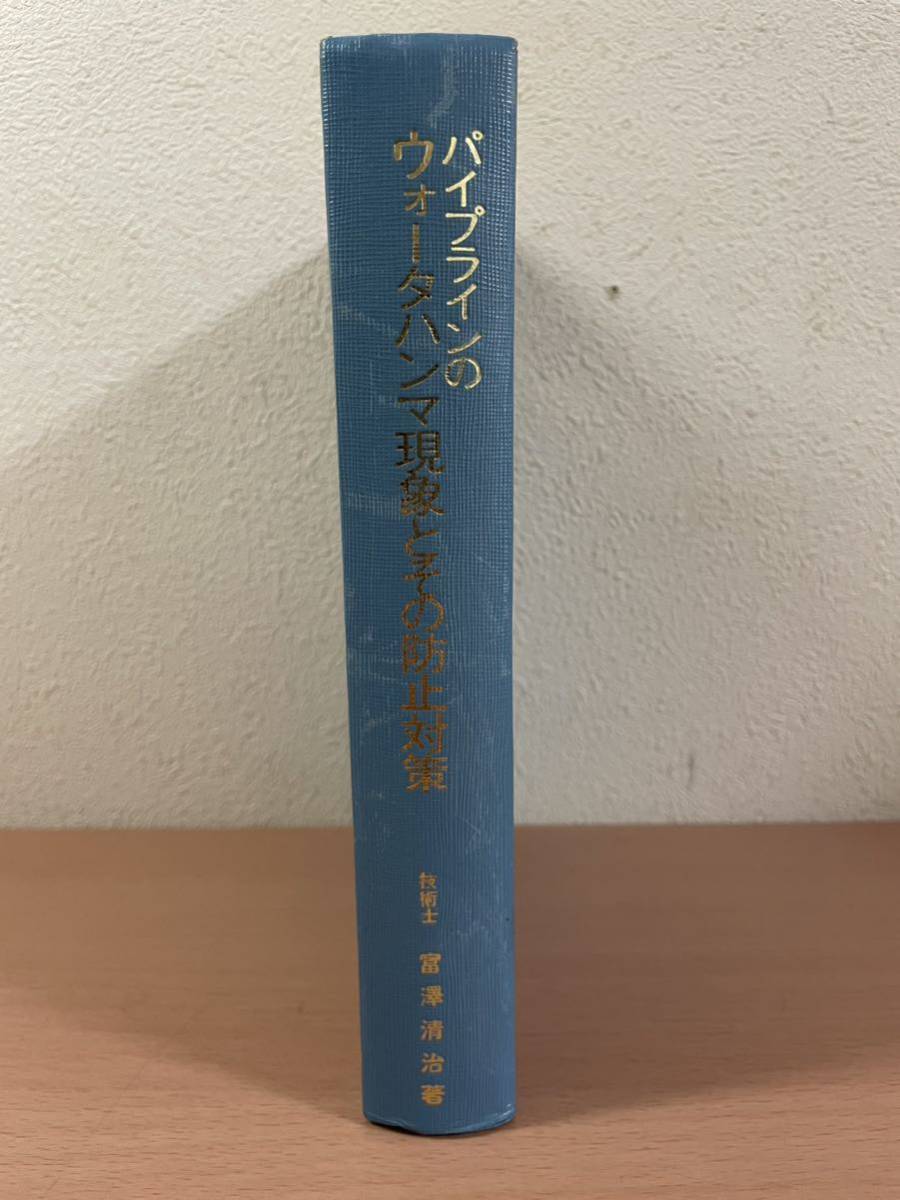 パイプラインの
ウォータハンマ現象とその防止対策
技術士 富澤清治著